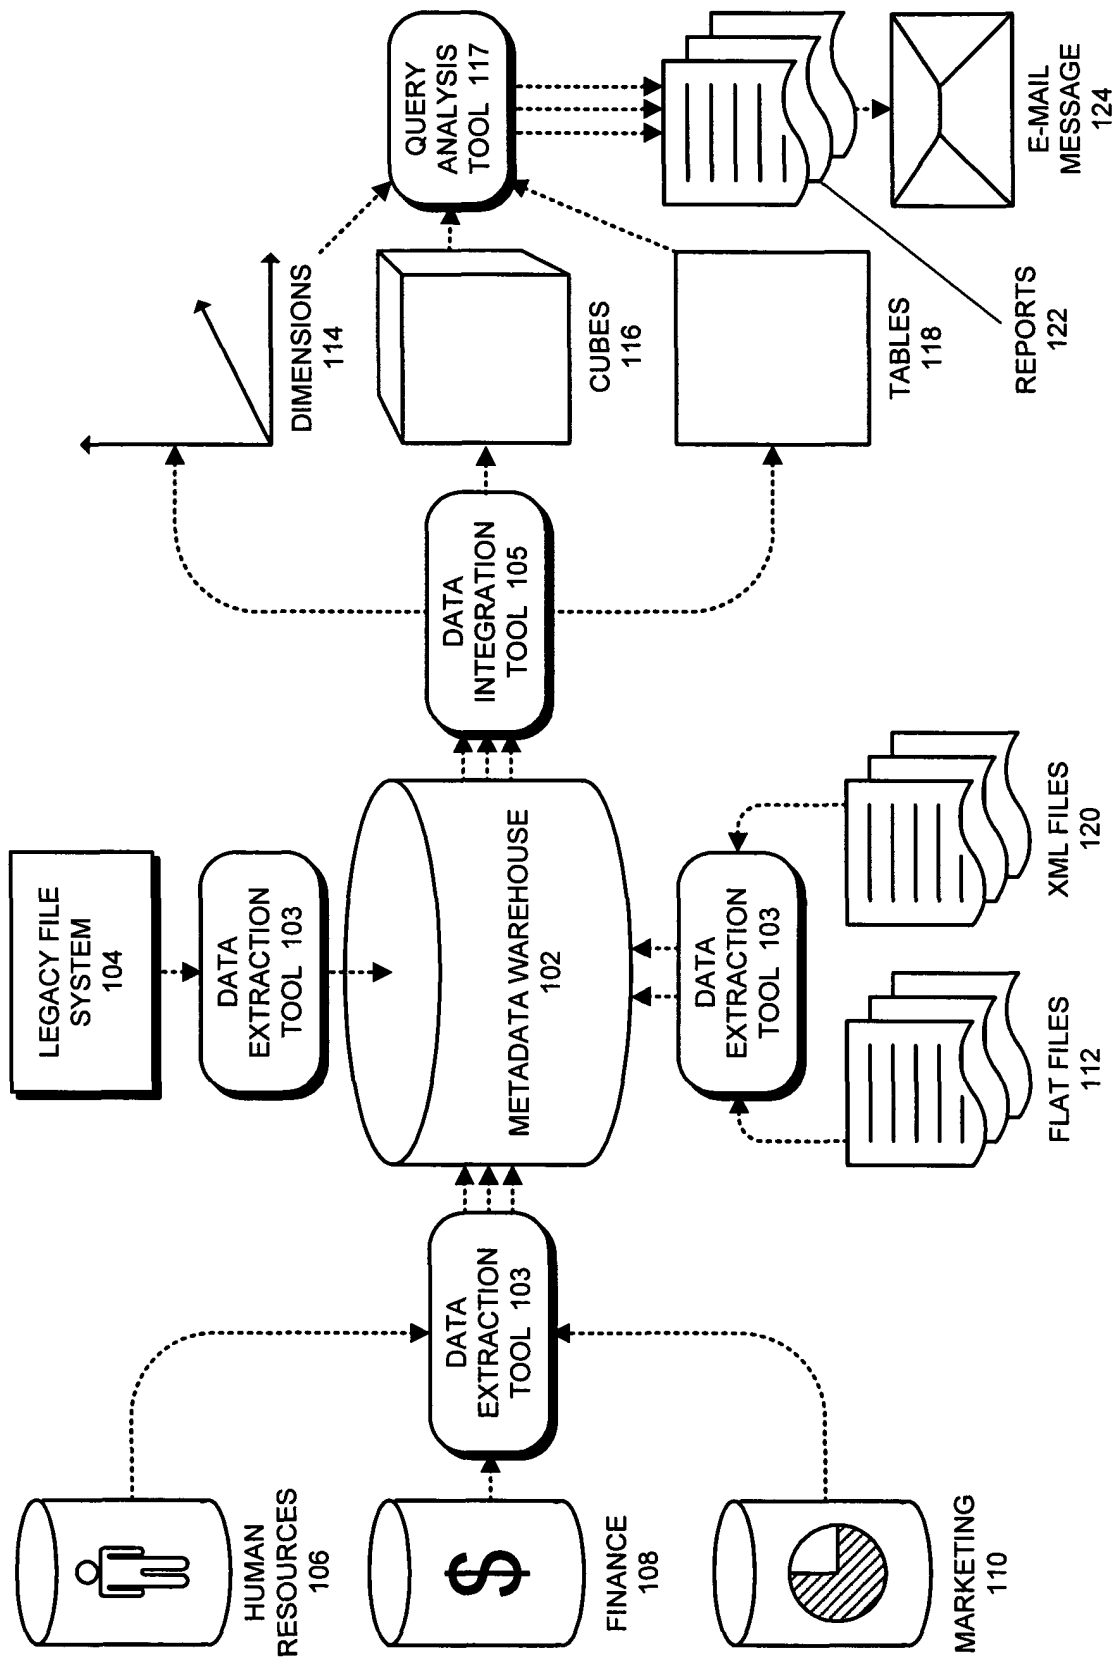 HUMAN
RESOURCES
106
FINANCE
108
MARKETING
110
DATA
EXTRACTION
TOOL 103
LEGACY FILE
SYSTEM
104
DATA
EXTRACTION
TOOL 103
METADATA WAREHOUSE
102
DATA
EXTRACTION
TOOL 103
FLAT FILES
112
XML FILES
120
DATA
INTEGRATION
TOOL 105
DIMENSIONS
114
CUBES
116
TABLES
118
QUERY
ANALYSIS
TOOL 117
REPORTS
122
E-MAIL
MESSAGE
124
$